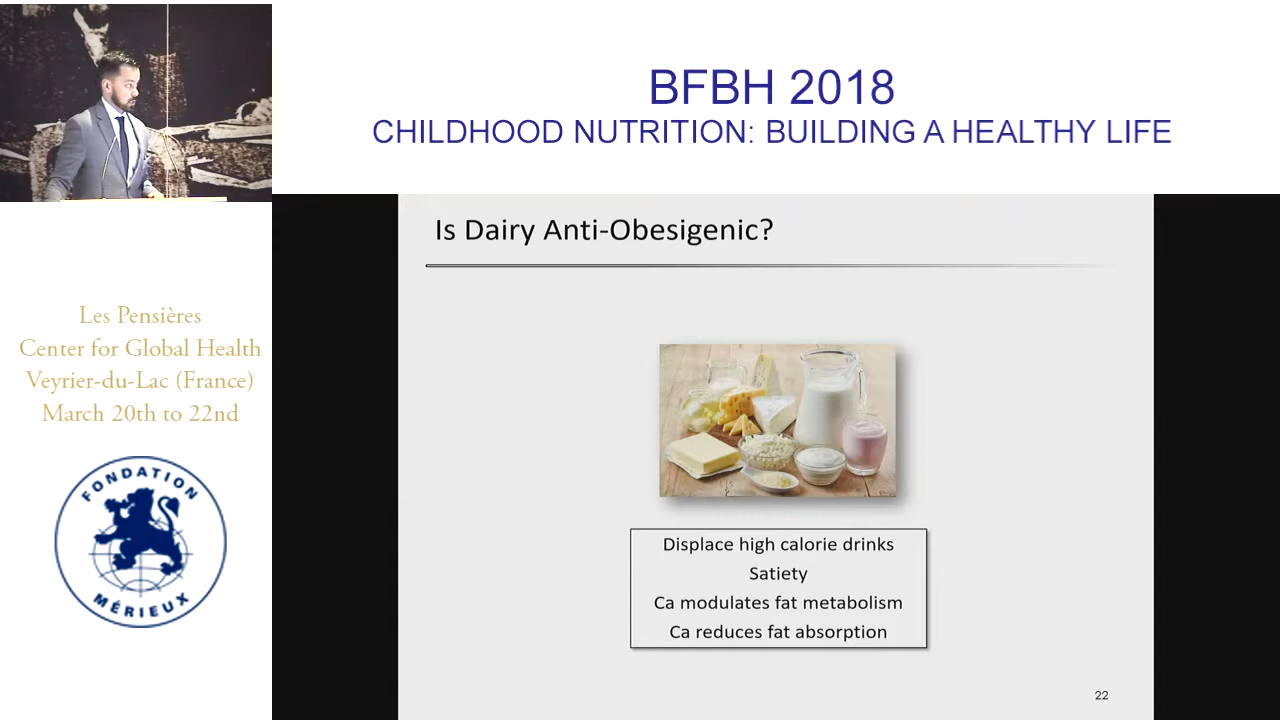 BFBH 2018
CHILDHOOD NUTRITION: BUILDING A HEALTHY LIFE
Is Dairy Anti-Obesigenic?
Les Pensières
Center for Global Health
Veyrier-du-Lac (France)
March 20th to 22nd
FONDATION
MÉRIEUX
Displace high calorie drinks
Satiety
Ca modulates fat metabolism
Ca reduces fat absorption
22